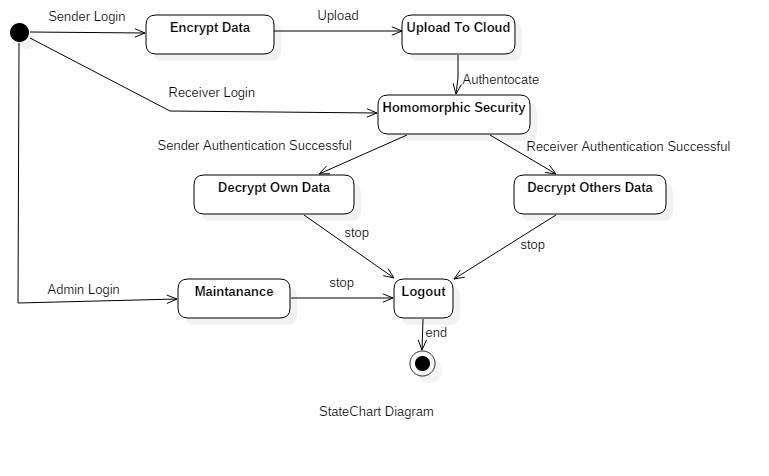 Sender Login
Encrypt Data
Upload
Upload To Cloud
Authentocate
Receiver Login
Homomorphic Security
Sender Authentication Successful
Receiver Authentication Successful
Decrypt Own Data
Decrypt Others Data
stop
stop
Admin Login
Maintanance
stop
Logout
end
StateChart Diagram